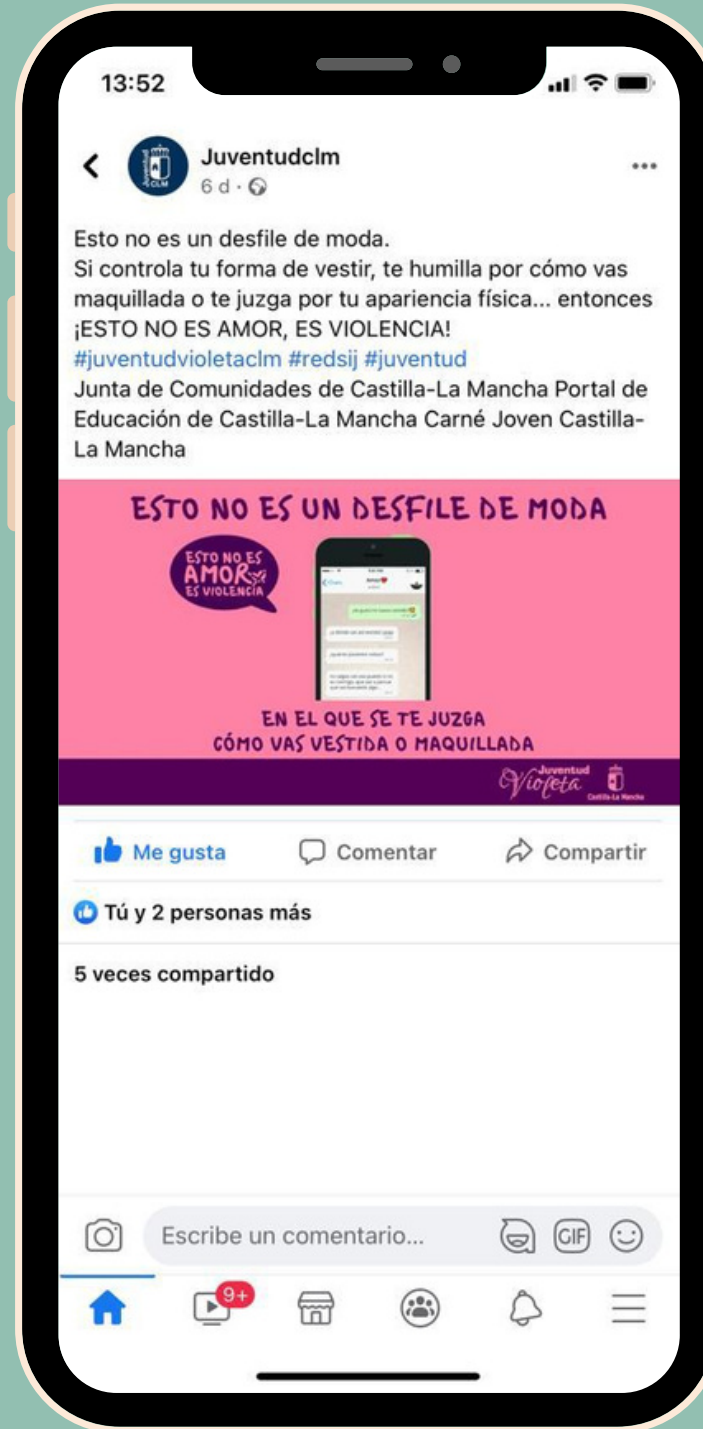 13:52
Juventud
CLM
Juventudclm
6 d ·
Esto no es un desfile de moda.
Si controla tu forma de vestir, te humilla por cómo vas
maquillada o te juzga por tu apariencia física... entonces
¡ESTO NO ES AMOR, ES VIOLENCIA!
#juventudvioletaclm #redsij #juventud
Junta de Comunidades de Castilla-La Mancha Portal de
Educación de Castilla-La Mancha Carné Joven Castilla-
La Mancha
ESTO NO ES UN DESFILE DE MODA
ESTO NO ES
AMOR
ES VIOLENCIA
Amor
EN EL QUE SE TE JUZGA
CÓMO VAS VESTIDA O MAQUILLADA
Juventud
Violeta
Castilla-La Mancha
Me gusta
Comentar
Compartir
Tú y 2 personas más
5 veces compartido
Escribe un comentario...
GIF
9+